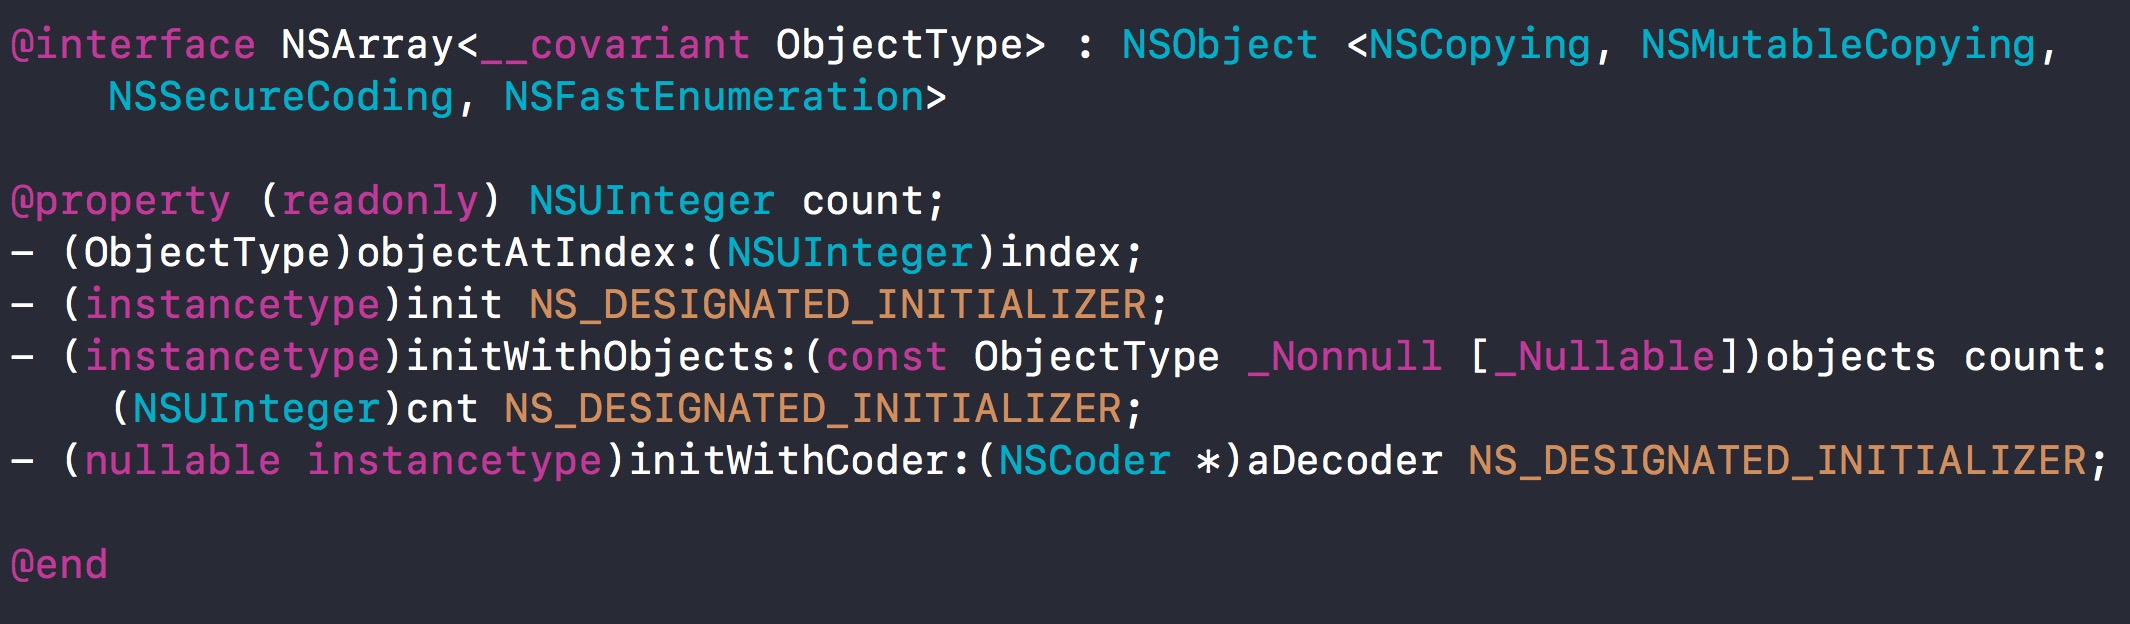 @interface NSArray<__covariant ObjectType> : NSObject <NSCopying, NSMutableCopying,
NSSecureCoding, NSFastEnumeration>
@property (readonly) NSUInteger count;
- (ObjectType)objectAtIndex:(NSUInteger)index;
- (instancetype)init NS_DESIGNATED_INITIALIZER;
- (instancetype)initWithObjects:(const ObjectType _Nonnull [_Nullable])objects count:
(NSUInteger)cnt NS_DESIGNATED_INITIALIZER;
- (nullable instancetype)initWithCoder:(NSCoder *)aDecoder NS_DESIGNATED_INITIALIZER;
@end